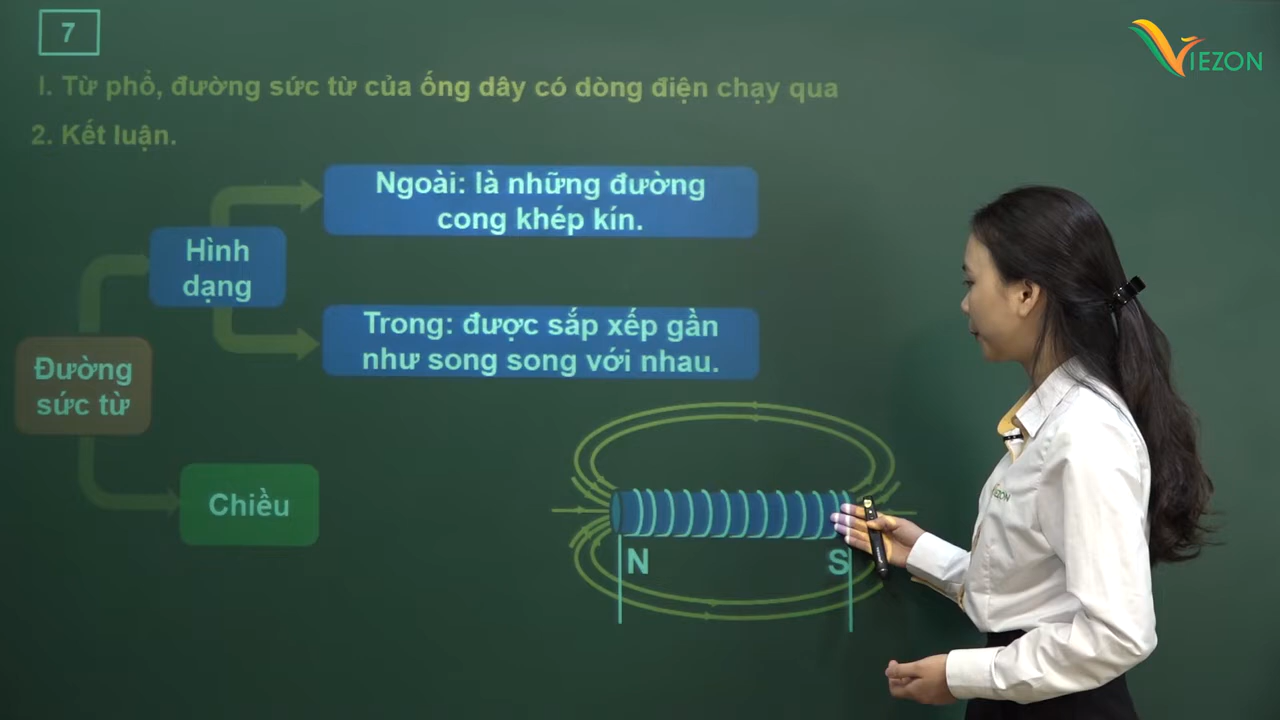 7
VIEZON
I. Từ phổ, đường sức từ của ống dây có dòng điện chạy qua
2. Kết luận.
Ngoài: là những đường
cong khép kín.
Hình
dạng
Trong: được sắp xếp gần
như song song với nhau.
Đường
sức từ
Chiều
VIEZON
N
S